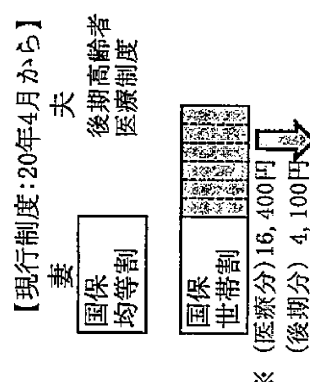 【現行制度：20年4月から】
妻
夫
後期高齢者
医療制度
国保
均等割
国保
世帯割
※ (医療分)16,400円
(後期分) 4,100円